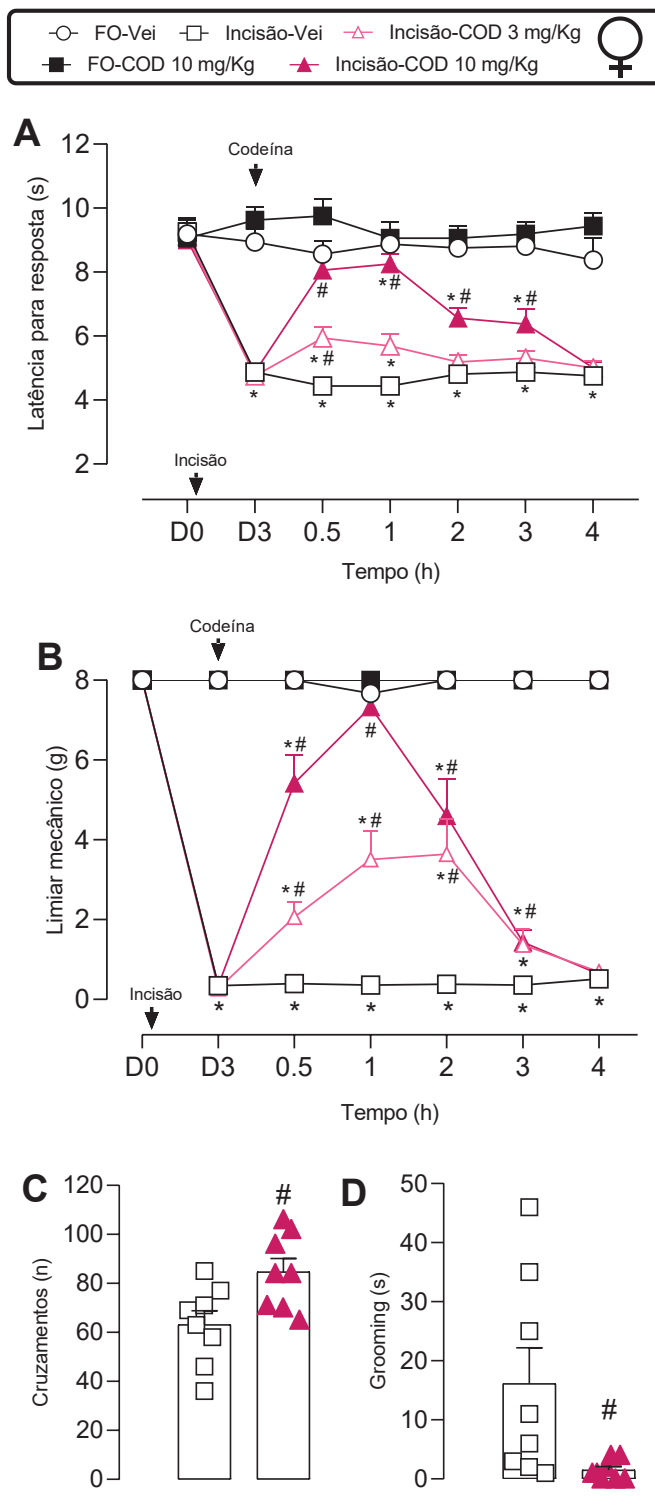 FO-Vei Incisão-Vei Incisão-COD 3 mg/Kg
FO-COD 10 mg/Kg Incisão-COD 10 mg/Kg
A
Codeína
Latência para resposta (s)
12
10
8
6
4
2
# *# *# *#
*# *
* * * * * *
Incisão
D0 D3 0.5 1 2 3 4
Tempo (h)
Codeína
B
Limiar mecânico (g)
8
6
4
2
0
*# # *#
*# *# *#
*# *
* * * * * *
Incisão
D0 D3 0.5 1 2 3 4
Tempo (h)
C
Cruzamentos (n)
120
100
80
60
40
20
0
#
D
Grooming (s)
50
40
30
20
10
0
#